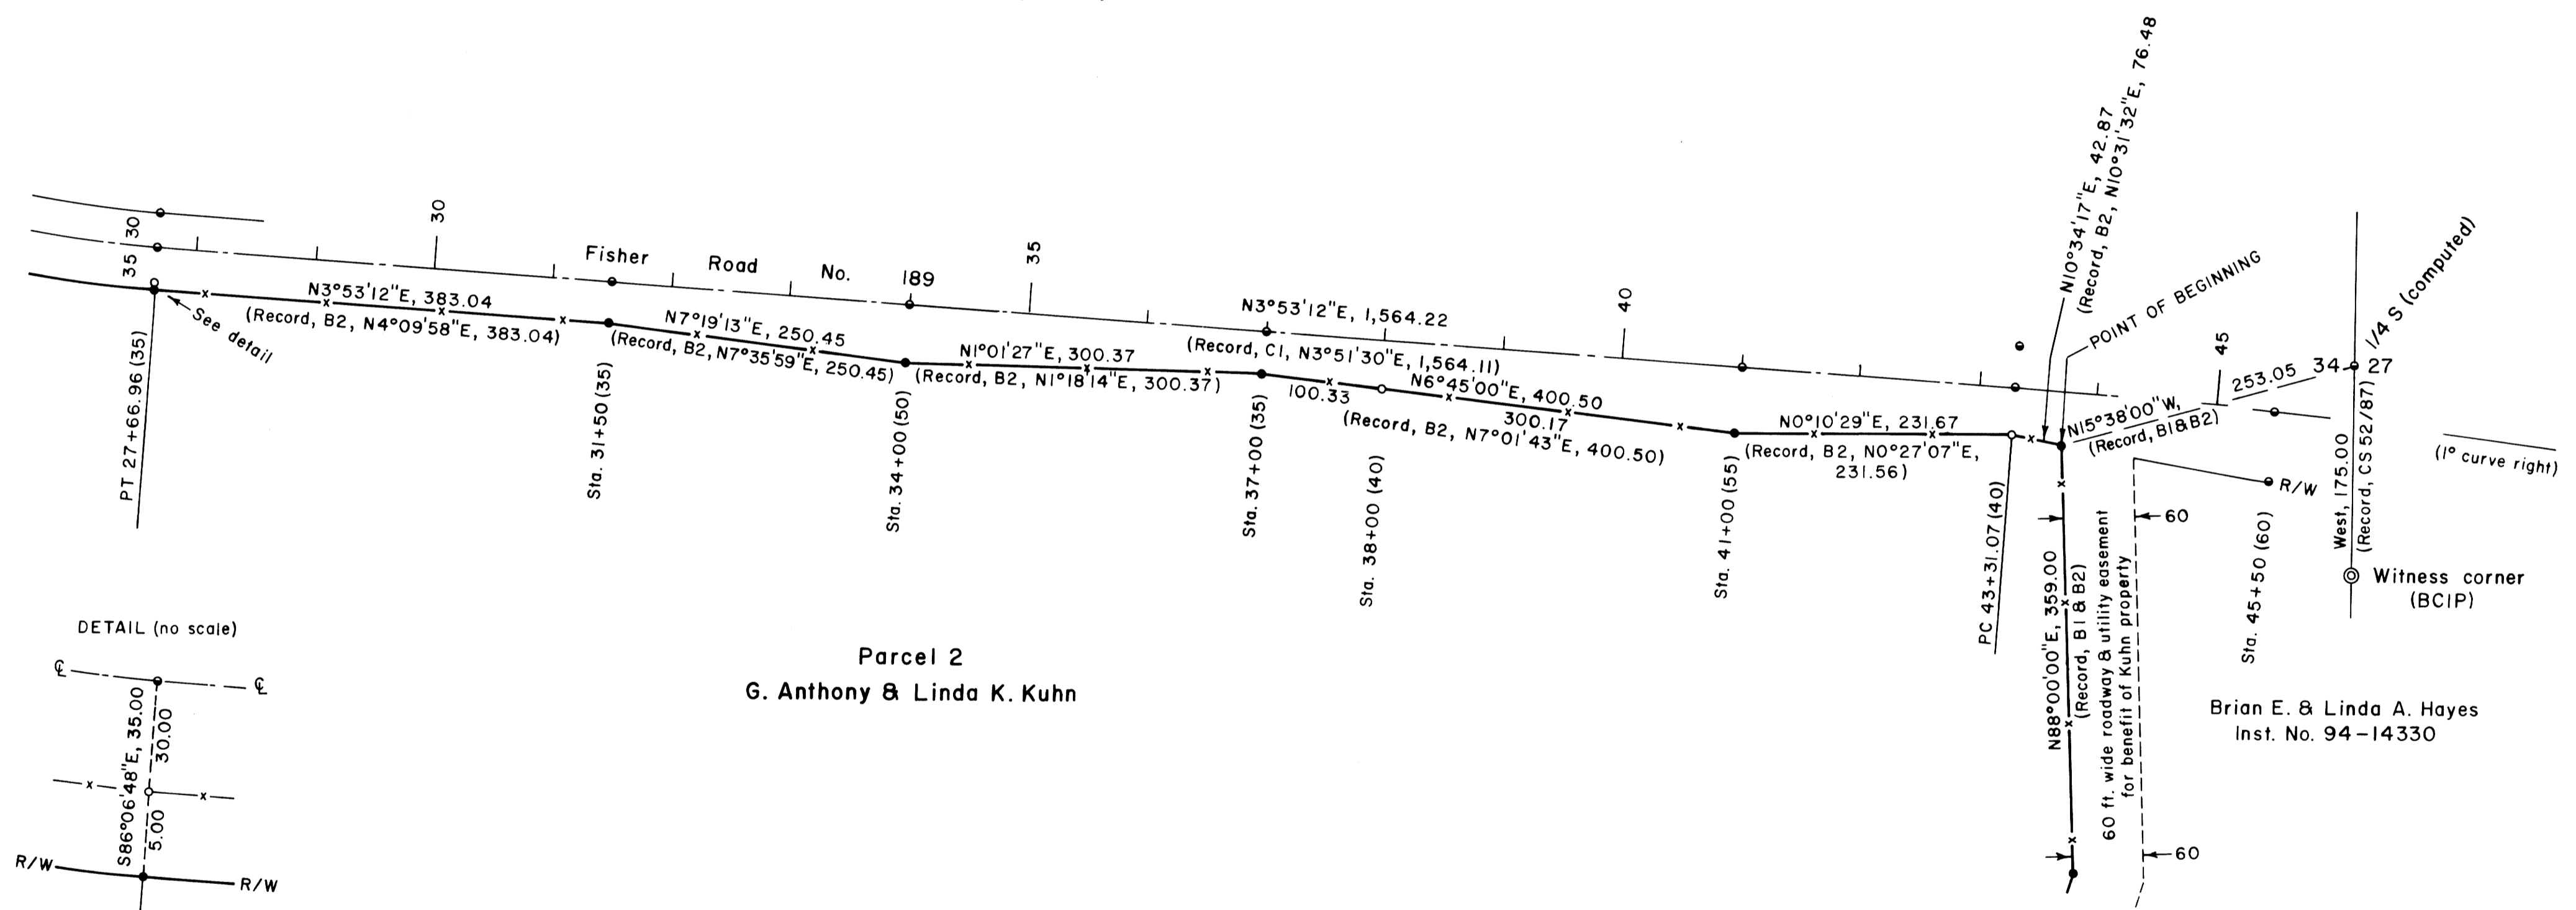 30
35
30
Fisher Road No. 189
35
40
45
N3°53'12"E, 383.04
(Record, B2, N4°09'58"E, 383.04)
See detail
N7°19'13"E, 250.45
(Record, B2, N7°35'59"E, 250.45)
N1°01'27"E, 300.37
(Record, B2, N1°18'14"E, 300.37)
N3°53'12"E, 1,564.22
(Record, C1, N3°51'30"E, 1,564.11)
100.33
N6°45'00"E, 400.50
300.17
(Record, B2, N7°01'43"E, 400.50)
N0°10'29"E, 231.67
(Record, B2, N0°27'07"E,
231.56)
N10°34'17"E, 42.87
(Record, B2, N10°31'32"E, 76.48
POINT OF BEGINNING
N15°38'00"W, 253.05
(Record, B1&B2)
1/4 S (computed)
34
27
West, 175.00
(Record, CS 52/87)
(1° curve right)
Witness corner
(BCIP)
R/W
60
60
PT 27+66.96 (35)
Sta. 31+50 (35)
Sta. 34+00 (50)
Sta. 37+00 (35)
Sta. 38+00 (40)
Sta. 41+00 (55)
PC 43+31.07 (40)
Sta. 45+50 (60)
N88°00'00"E, 359.00
(Record, B1 & B2)
60 ft. wide roadway & utility easement
for benefit of Kuhn property
Brian E. & Linda A. Hayes
Inst. No. 94-14330
Parcel 2
G. Anthony & Linda K. Kuhn
DETAIL (no scale)
℄
℄
S86°06'48"E, 35.00
30.00
5.00
R/W
R/W